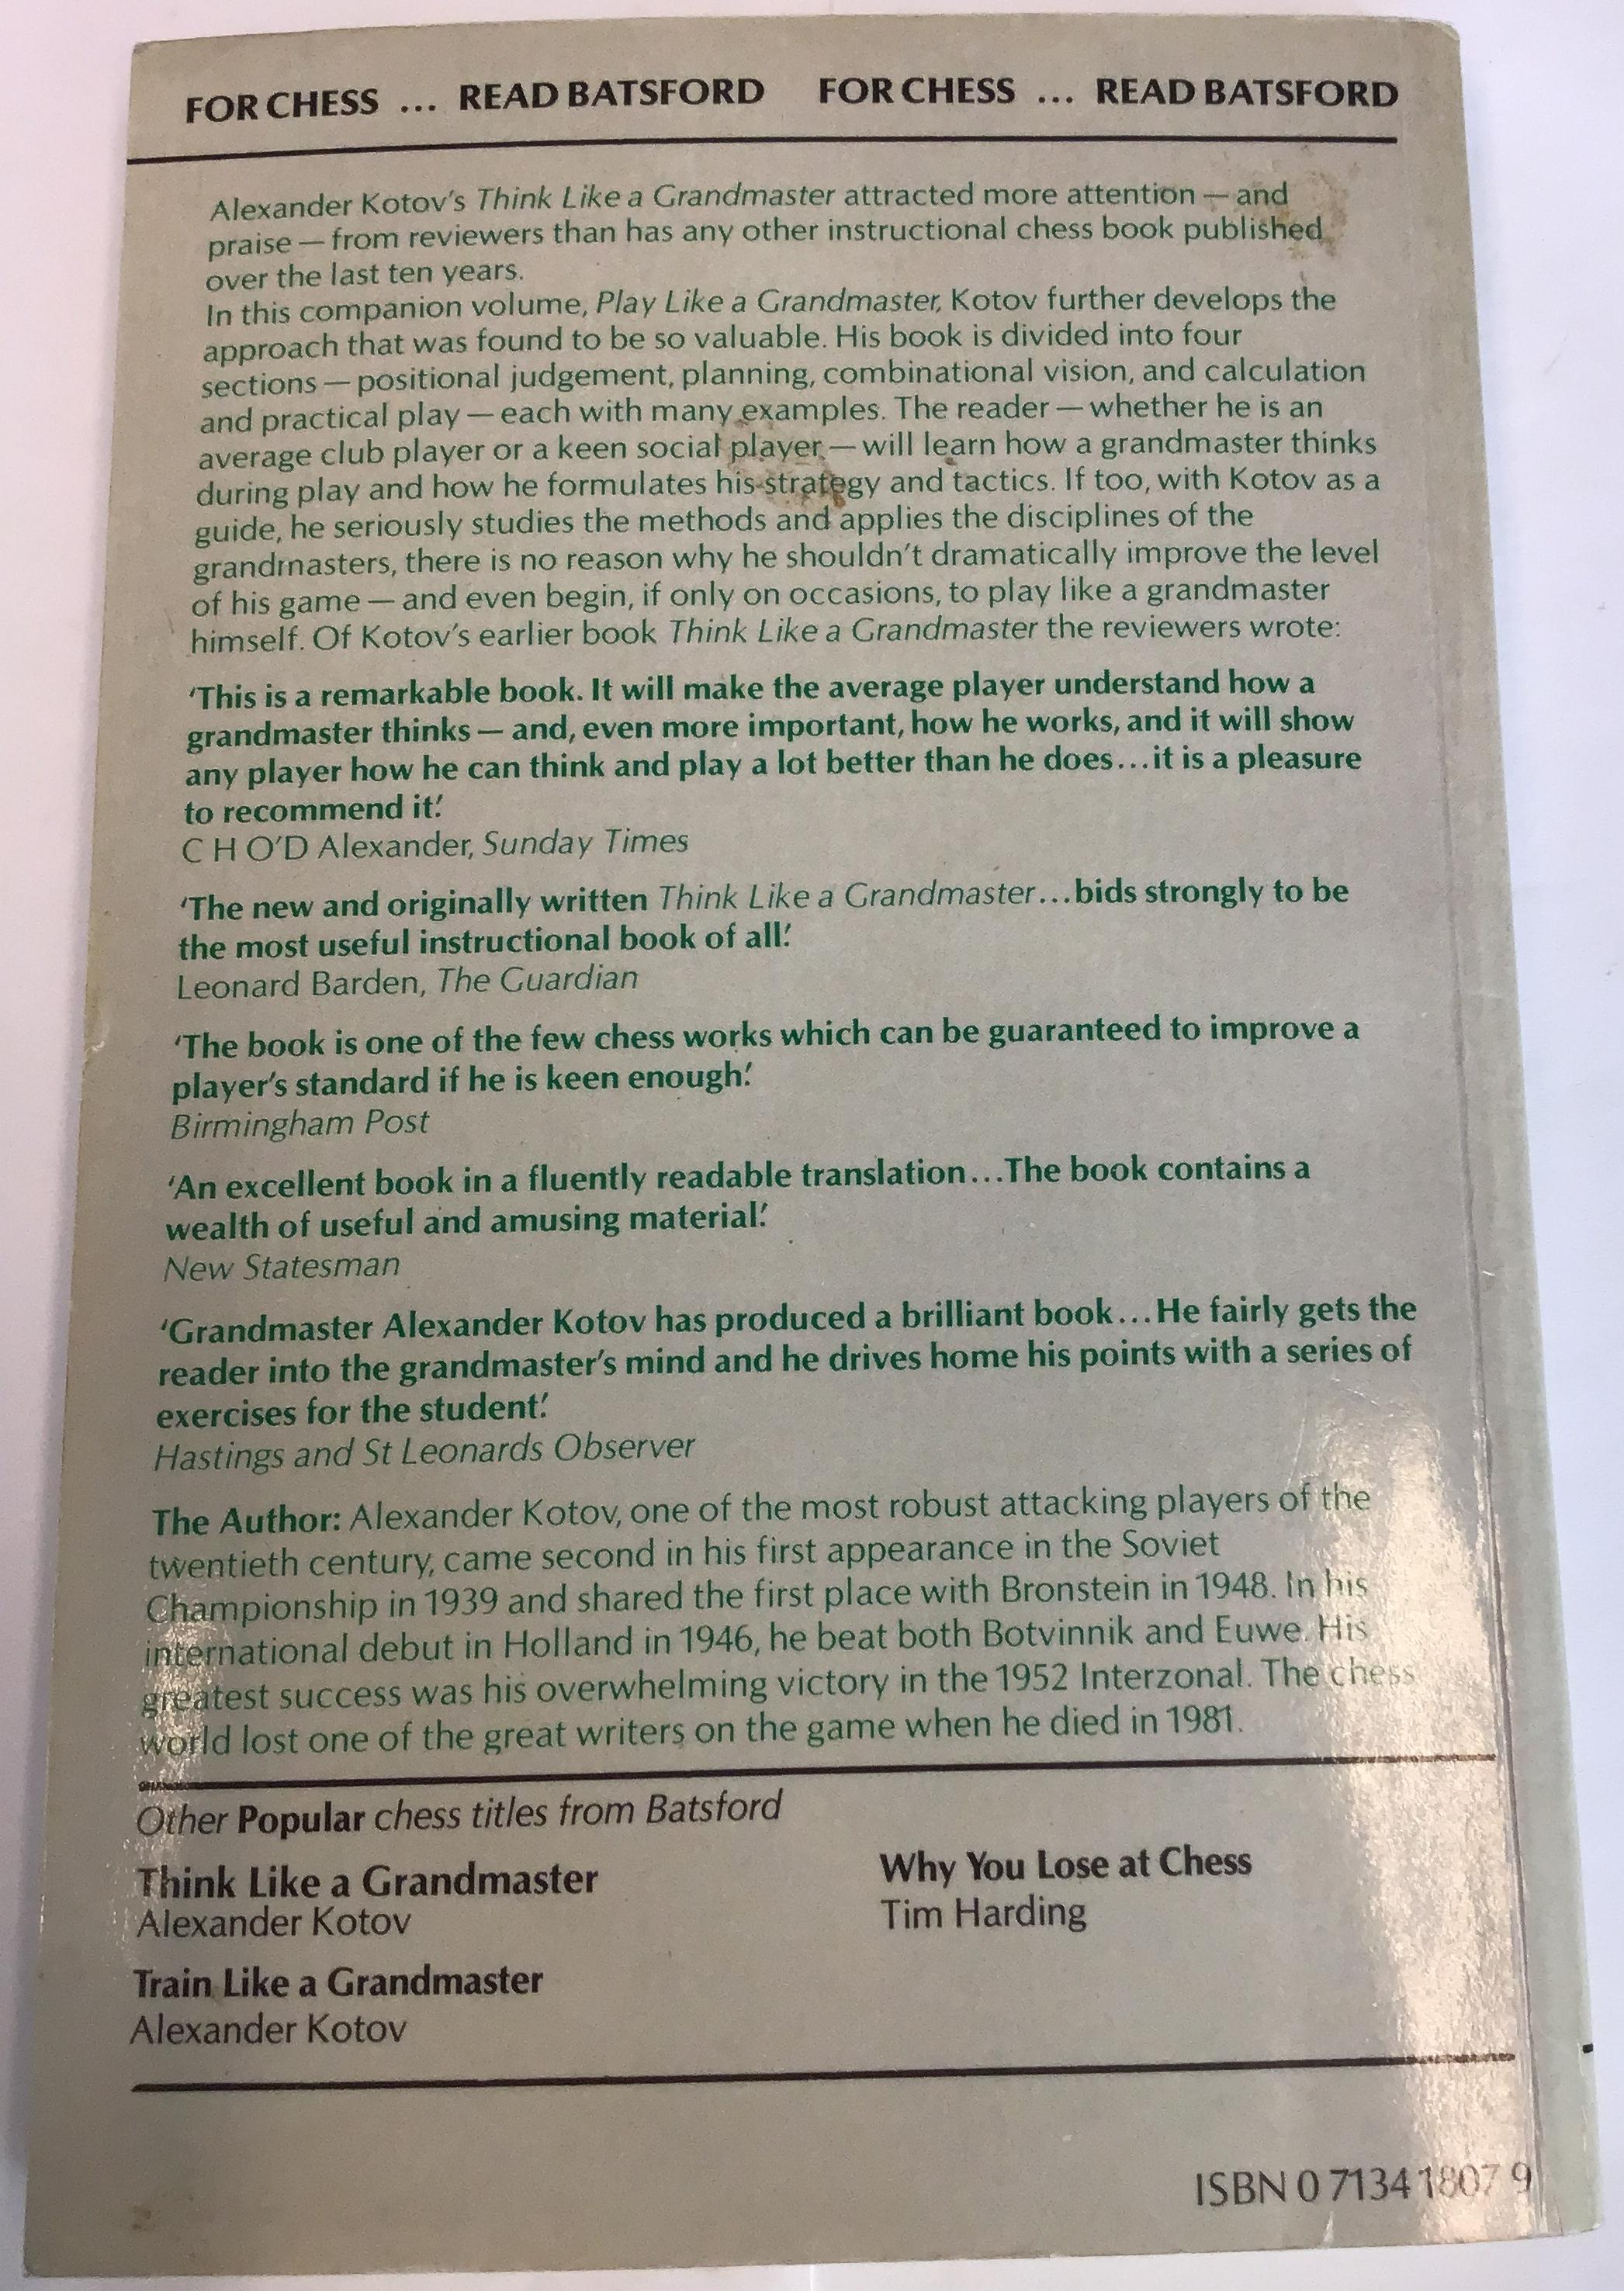 FOR CHESS ... READ BATSFORD FOR CHESS ... READ BATSFORD
Alexander Kotov's Think Like a Grandmaster attracted more attention — and
praise — from reviewers than has any other instructional chess book published
over the last ten years.
In this companion volume, Play Like a Grandmaster, Kotov further develops the
approach that was found to be so valuable. His book is divided into four
sections — positional judgement, planning, combinational vision, and calculation
and practical play — each with many examples. The reader — whether he is an
average club player or a keen social player — will learn how a grandmaster thinks
during play and how he formulates his strategy and tactics. If too, with Kotov as a
guide, he seriously studies the methods and applies the disciplines of the
grandmasters, there is no reason why he shouldn't dramatically improve the level
of his game — and even begin, if only on occasions, to play like a grandmaster
himself. Of Kotov's earlier book Think Like a Grandmaster the reviewers wrote:
'This is a remarkable book. It will make the average player understand how a
grandmaster thinks — and, even more important, how he works, and it will show
any player how he can think and play a lot better than he does...it is a pleasure
to recommend it.'
C H O'D Alexander, Sunday Times
'The new and originally written Think Like a Grandmaster...bids strongly to be
the most useful instructional book of all.'
Leonard Barden, The Guardian
'The book is one of the few chess works which can be guaranteed to improve a
player's standard if he is keen enough.'
Birmingham Post
'An excellent book in a fluently readable translation...The book contains a
wealth of useful and amusing material.'
New Statesman
'Grandmaster Alexander Kotov has produced a brilliant book...He fairly gets the
reader into the grandmaster's mind and he drives home his points with a series of
exercises for the student.'
Hastings and St Leonards Observer
The Author: Alexander Kotov, one of the most robust attacking players of the
twentieth century, came second in his first appearance in the Soviet
Championship in 1939 and shared the first place with Bronstein in 1948. In his
international debut in Holland in 1946, he beat both Botvinnik and Euwe. His
greatest success was his overwhelming victory in the 1952 Interzonal. The chess
world lost one of the great writers on the game when he died in 1981.
Other Popular chess titles from Batsford
Think Like a Grandmaster
Alexander Kotov
Train Like a Grandmaster
Alexander Kotov
Why You Lose at Chess
Tim Harding
ISBN 0 7134 1807 9